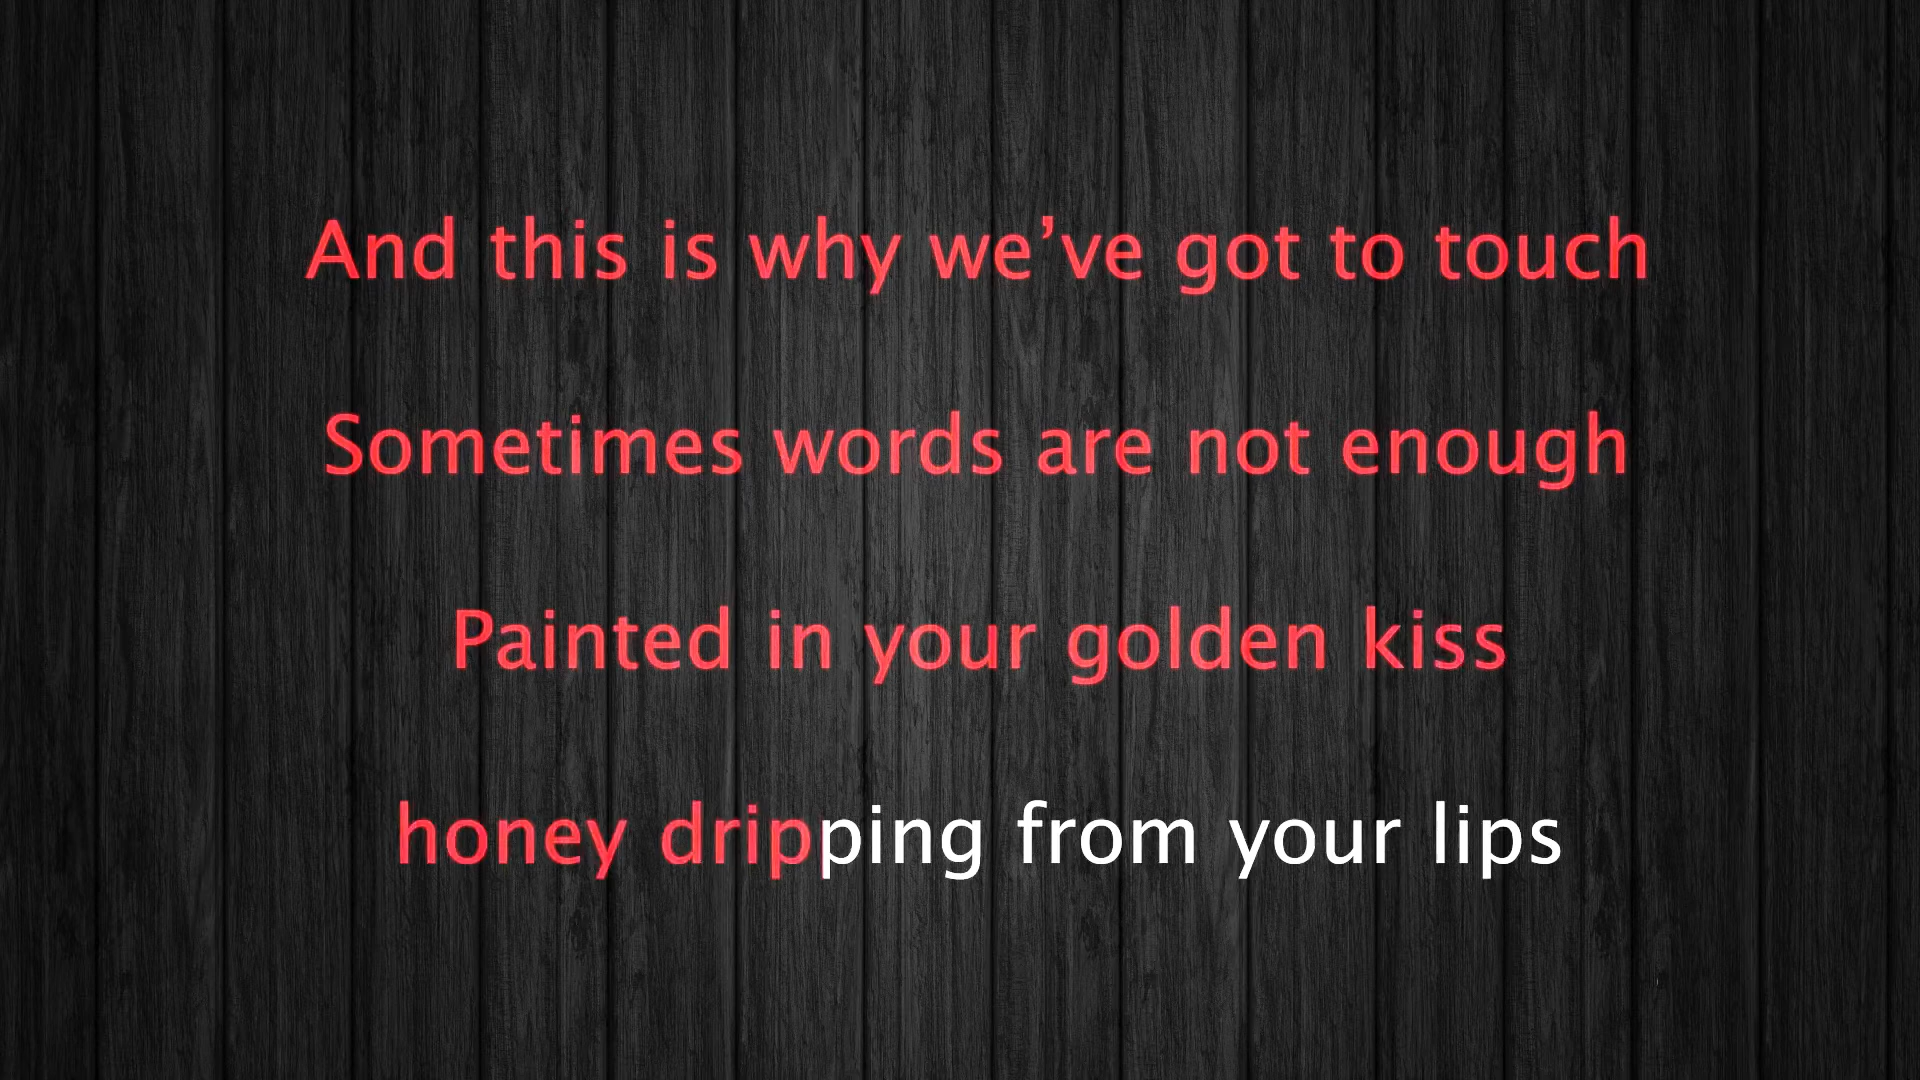 And this is why we’ve got to touch
Sometimes words are not enough
Painted in your golden kiss
honey dripping from your lips